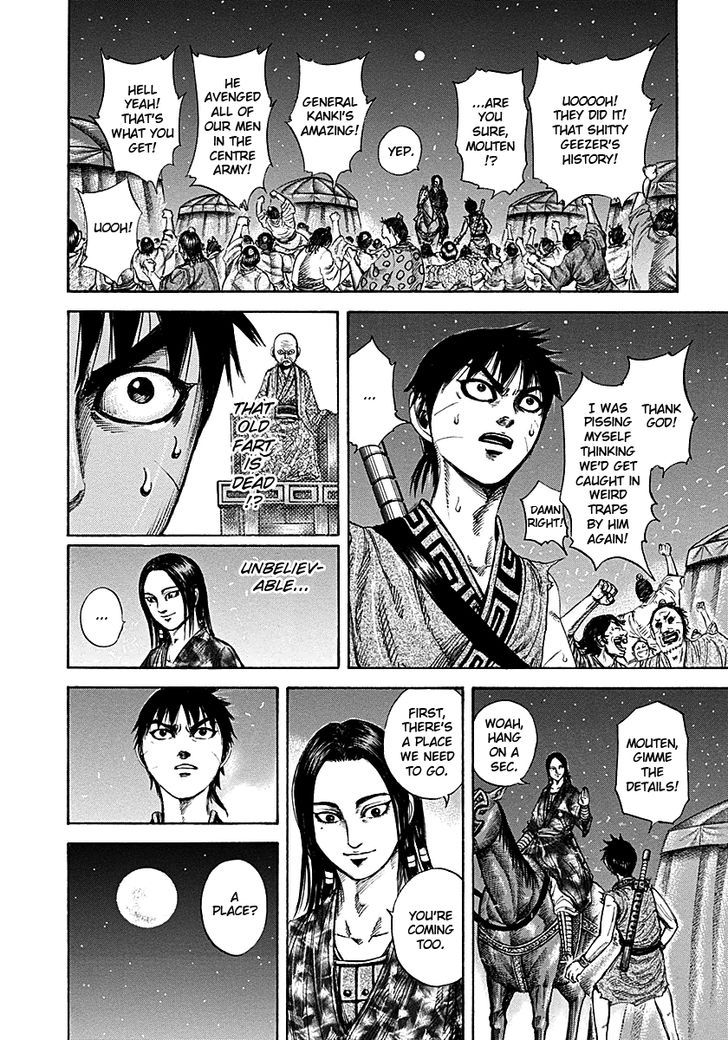 UOOOOH!
THEY DID IT!
THAT SHITTY
GEEZER'S
HISTORY!
...ARE
YOU
SURE,
MOUTEN
!?
YEP.
GENERAL
KANKI'S
AMAZING!
HE
AVENGED
ALL OF
OUR MEN
IN THE
CENTRE
ARMY!
HELL
YEAH!
THAT'S
WHAT YOU
GET!
UOOH!
THANK
GOD!
I WAS
PISSING
MYSELF
THINKING
WE'D GET
CAUGHT IN
WEIRD
TRAPS
BY HIM
AGAIN!
DAMN
RIGHT!
...
THAT
OLD
FART
IS
DEAD!?
UNBELIEV-
ABLE...
...
MOUTEN,
GIMME
THE
DETAILS!
WOAH,
HANG
ON A
SEC.
FIRST,
THERE'S
A PLACE
WE NEED
TO GO.
YOU'RE
COMING
TOO.
A
PLACE?